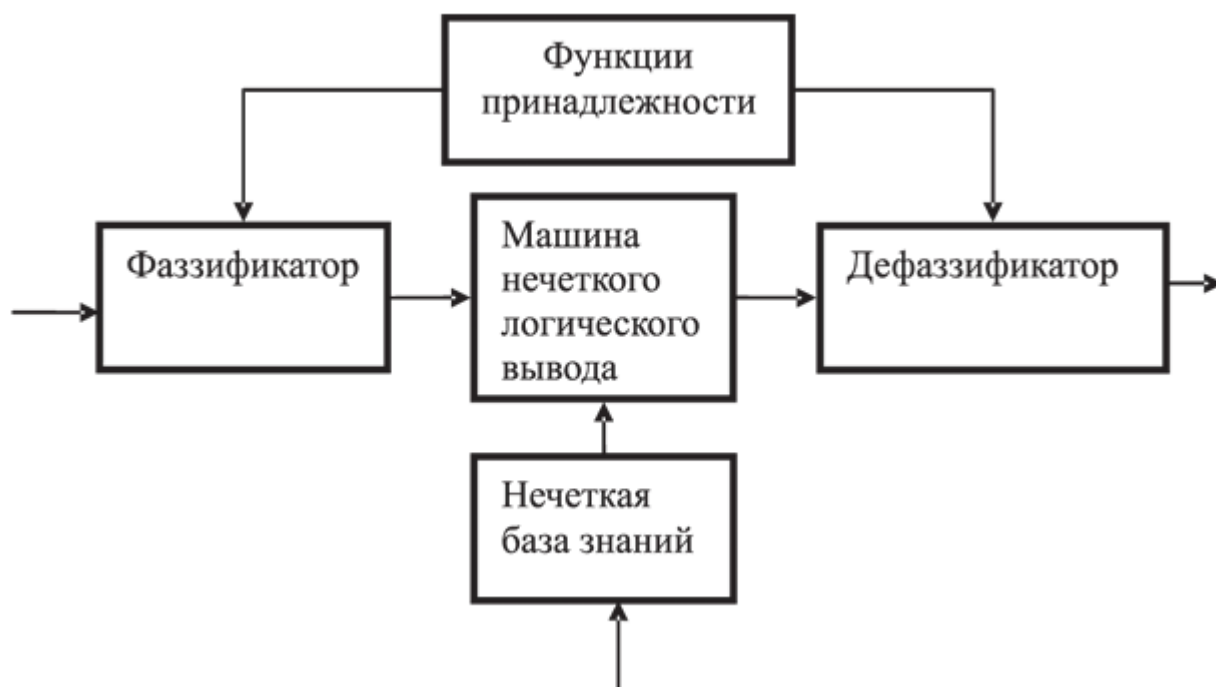 Функции
принадлежности
Фаззификатор
Машина
нечеткого
логического
вывода
Дефаззификатор
Нечеткая
база знаний